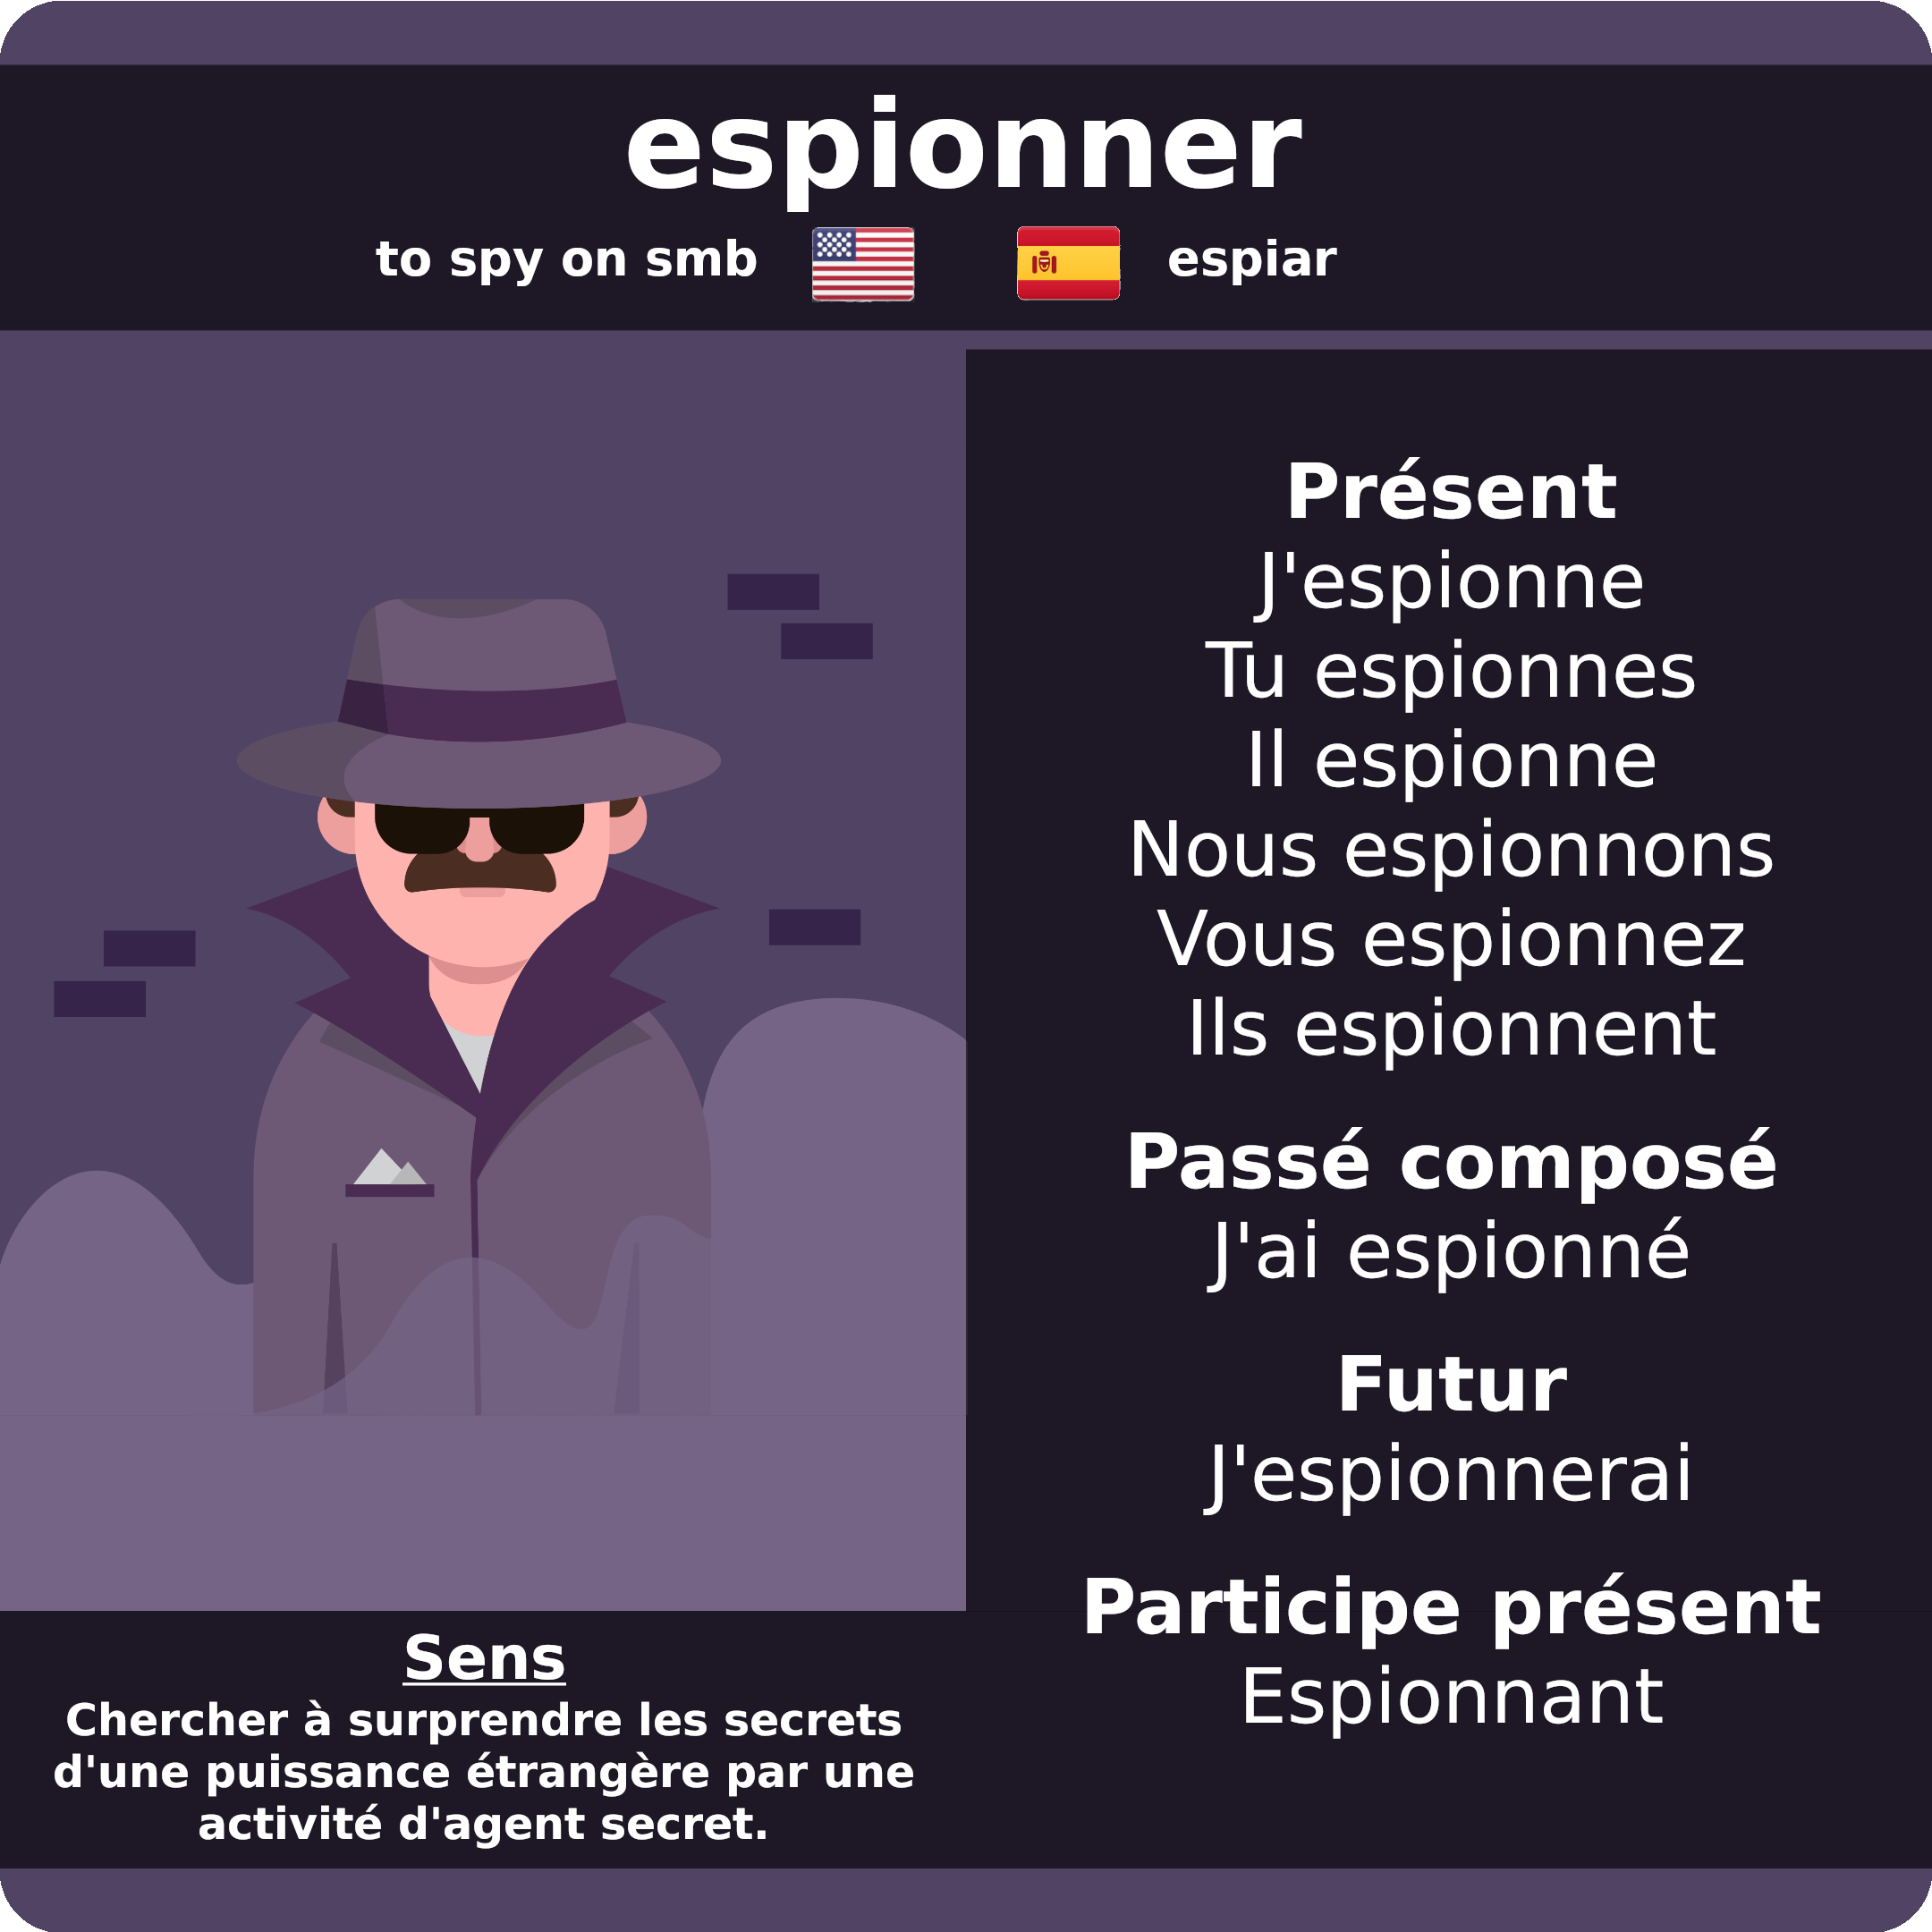 espionner
to spy on smb espiar
Présent
J'espionne
Tu espionnes
Il espionne
Nous espionnons
Vous espionnez
Ils espionnent
Passé composé
J'ai espionné
Futur
J'espionnerai
Participe présent
Espionnant
Sens
Chercher à surprendre les secrets
d'une puissance étrangère par une
activité d'agent secret.